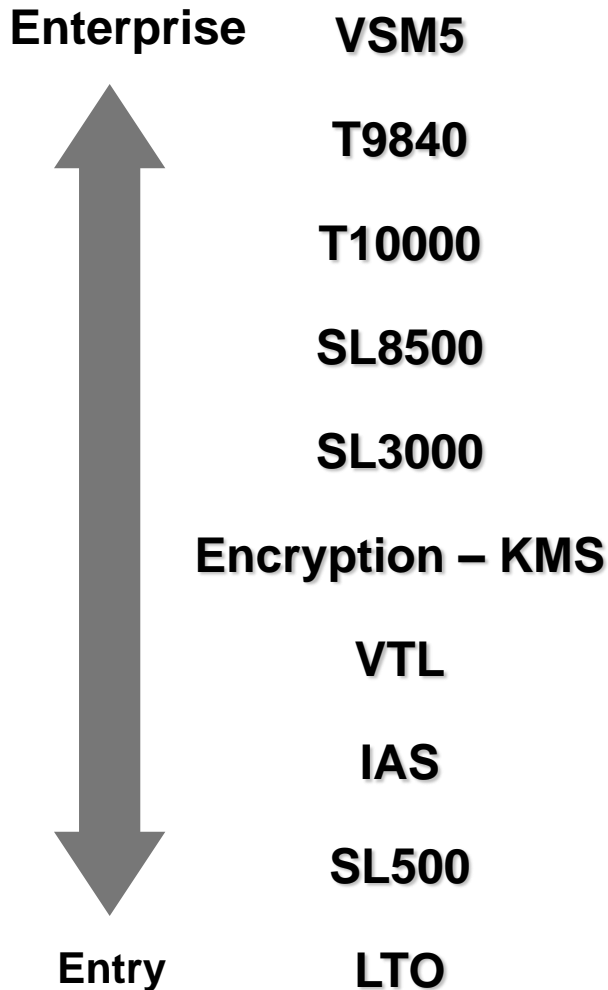 Enterprise VSM5
T9840
T10000
SL8500
SL3000
Encryption – KMS
VTL
IAS
SL500
Entry LTO